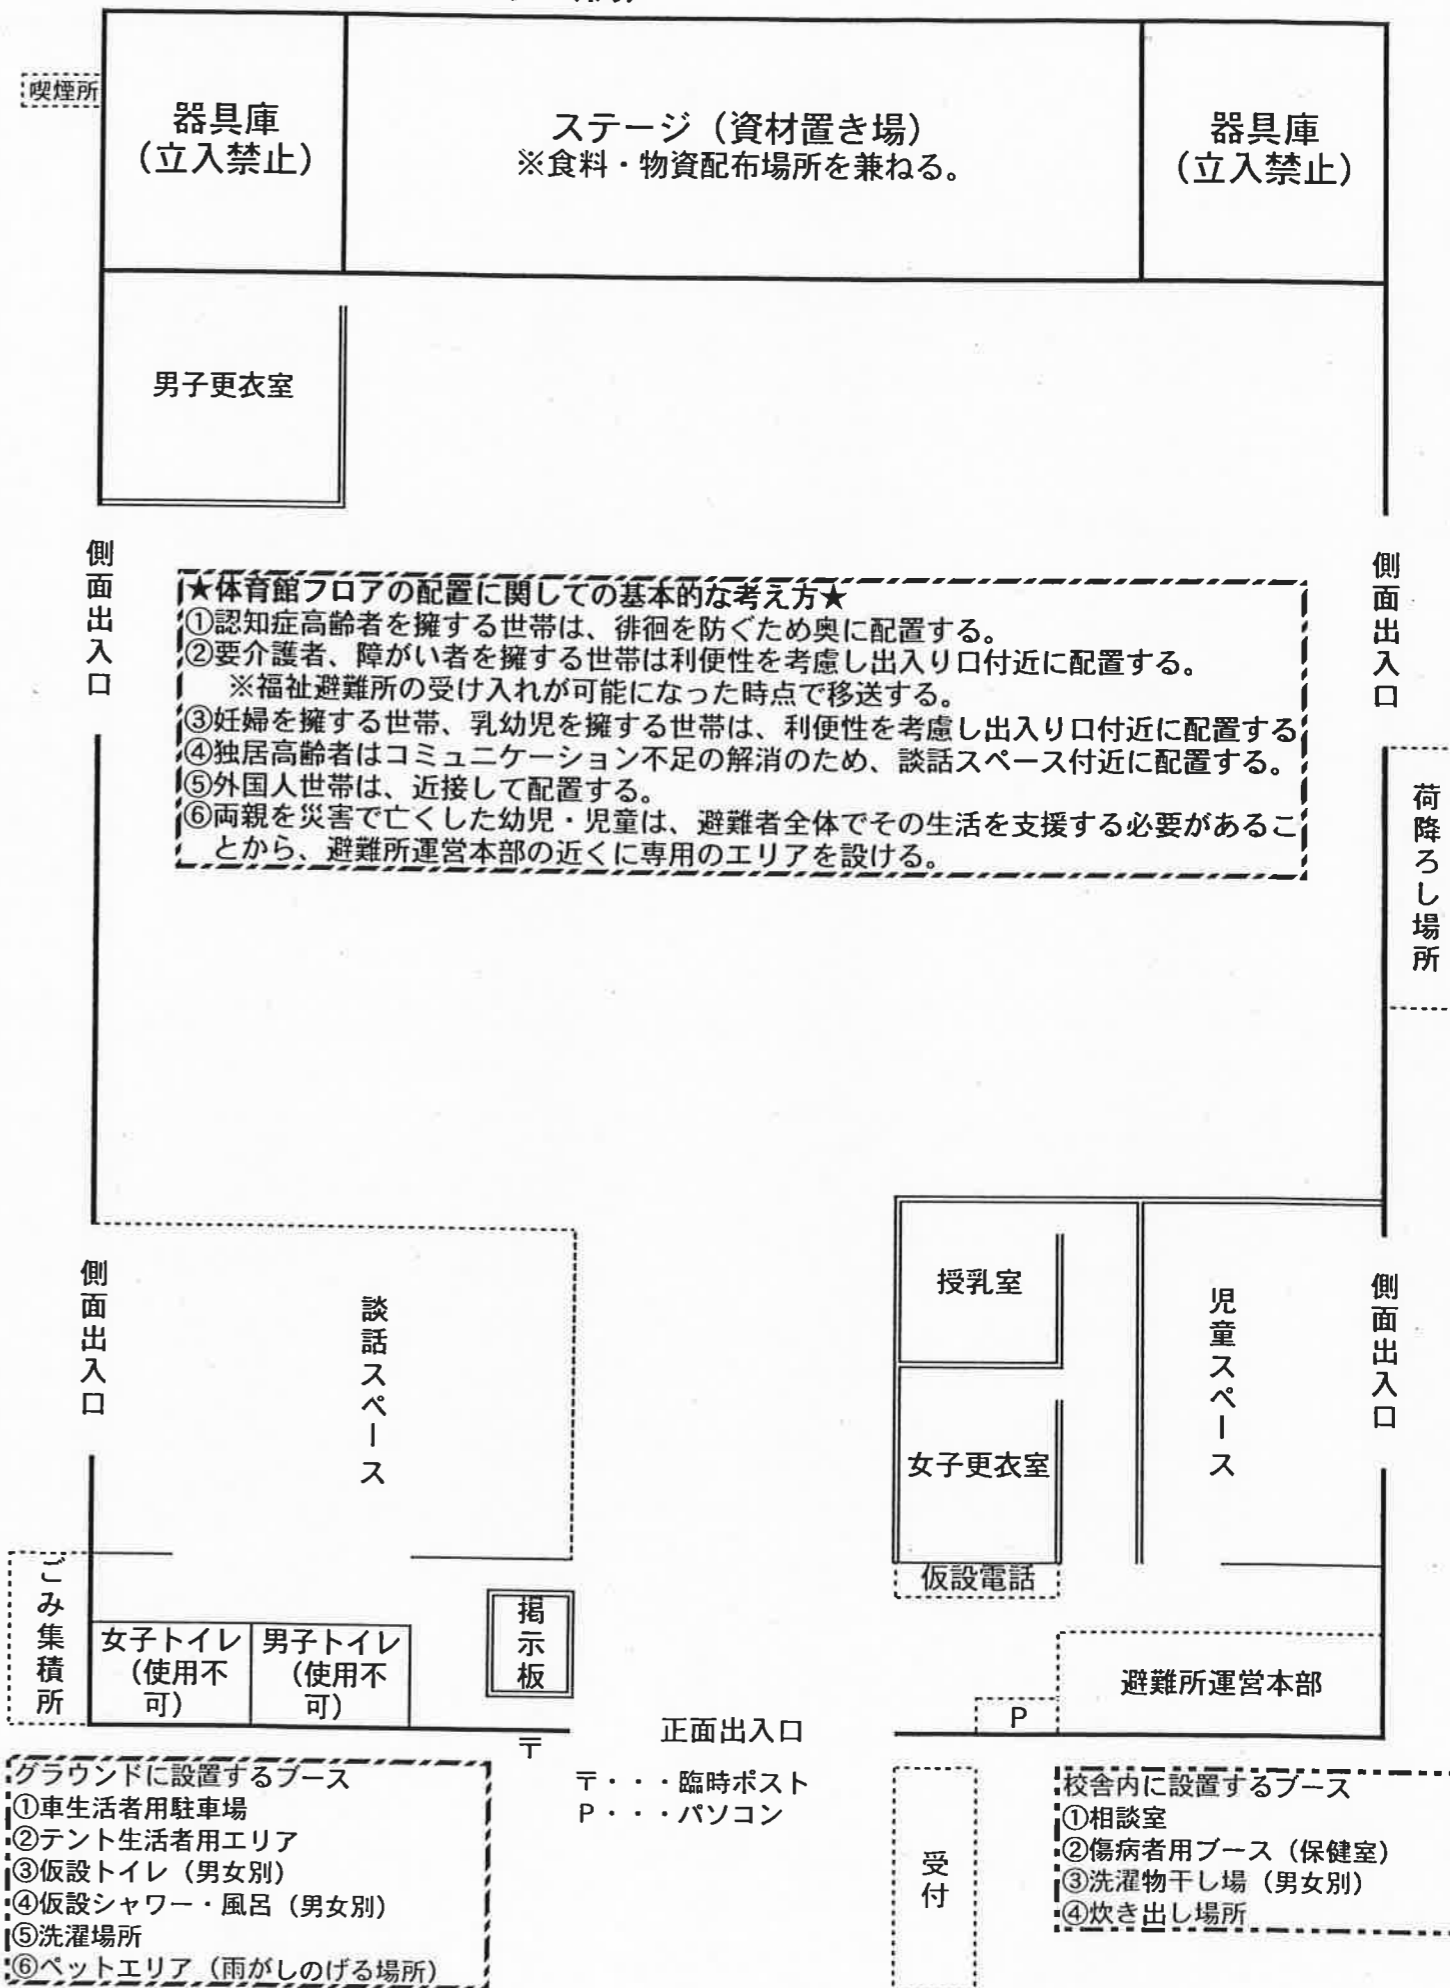 喫煙所
器具庫
（立入禁止）
ステージ（資材置き場）
※食料・物資配布場所を兼ねる。
器具庫
（立入禁止）
男子更衣室
側面出入口
側面出入口
★体育館フロアの配置に関しての基本的な考え方★
①認知症高齢者を擁する世帯は、徘徊を防ぐため奥に配置する。
②要介護者、障がい者を擁する世帯は利便性を考慮し出入り口付近に配置する。
※福祉避難所の受け入れが可能になった時点で移送する。
③妊婦を擁する世帯、乳幼児を擁する世帯は、利便性を考慮し出入り口付近に配置する
④独居高齢者はコミュニケーション不足の解消のため、談話スペース付近に配置する。
⑤外国人世帯は、近接して配置する。
⑥両親を災害で亡くした幼児・児童は、避難者全体でその生活を支援する必要があるこ
とから、避難所運営本部の近くに専用のエリアを設ける。
荷降ろし場所
側面出入口
談話スペース
授乳室
児童スペース
側面出入口
女子更衣室
仮設電話
ごみ集積所
女子トイレ
（使用不
可）
男子トイレ
（使用不
可）
掲示板
避難所運営本部
P
正面出入口
〒
〒・・・臨時ポスト
P・・・パソコン
受付
グラウンドに設置するブース
①車生活者用駐車場
②テント生活者用エリア
③仮設トイレ（男女別）
④仮設シャワー・風呂（男女別）
⑤洗濯場所
⑥ペットエリア（雨がしのげる場所）
校舎内に設置するブース
①相談室
②傷病者用ブース（保健室）
③洗濯物干し場（男女別）
④炊き出し場所